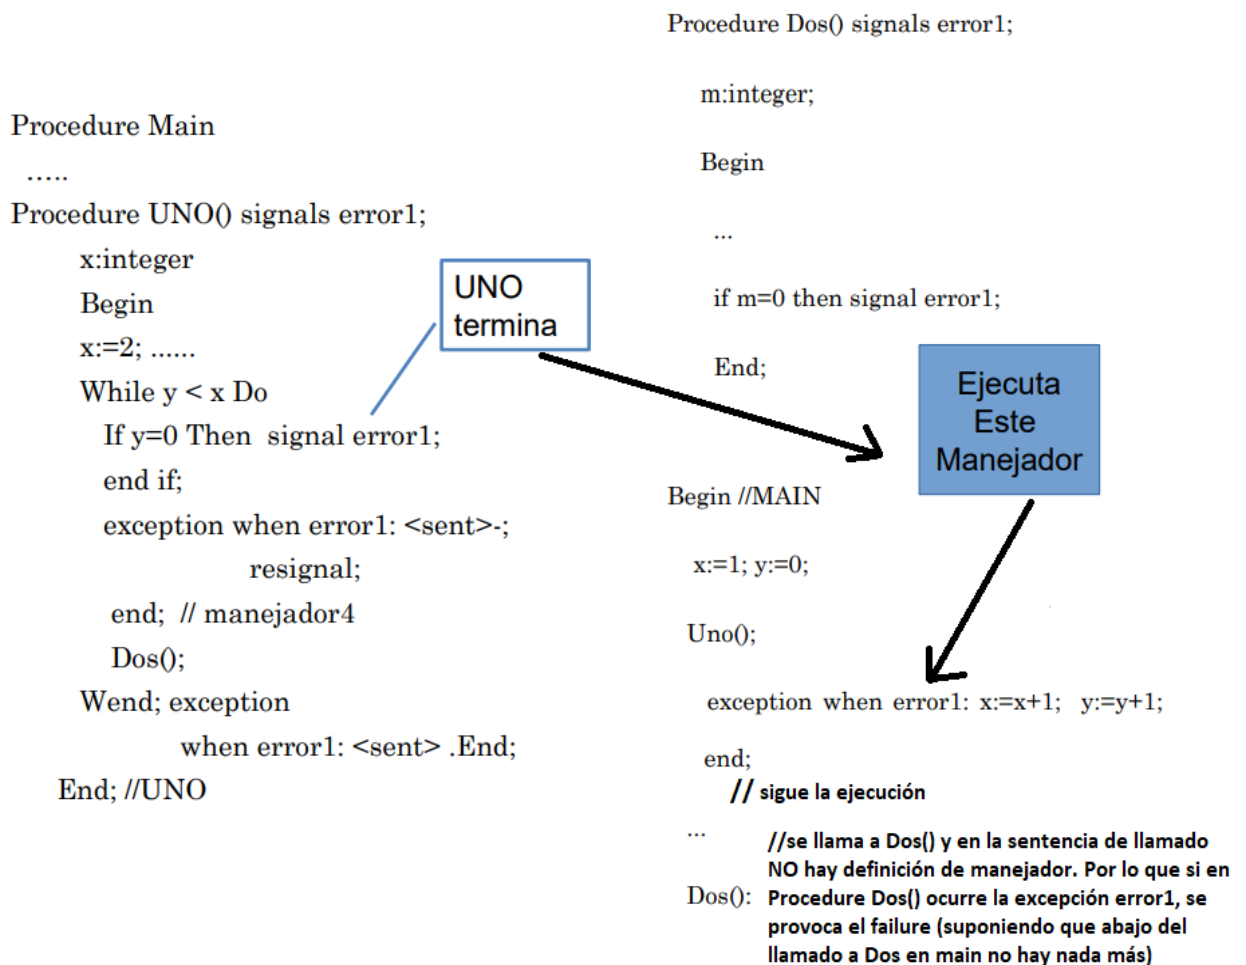 Procedure Main
.....
Procedure UNO() signals error1;
x:integer
Begin
x:=2; ......
While y < x Do
If y=0 Then signal error1;
end if;
exception when error1: <sent>-;
resignal;
end; // manejador4
Dos();
Wend; exception
when error1: <sent> .End;
End; //UNO
UNO
termina
Procedure Dos() signals error1;
m:integer;
Begin
...
if m=0 then signal error1;
End;
Ejecuta
Este
Manejador
Begin //MAIN
x:=1; y:=0;
Uno();
exception when error1: x:=x+1; y:=y+1;
end;
// sigue la ejecución
...
//se llama a Dos() y en la sentencia de llamado
NO hay definición de manejador. Por lo que si en
Dos(): Procedure Dos() ocurre la excepción error1, se
provoca el failure (suponiendo que abajo del
llamado a Dos en main no hay nada más)